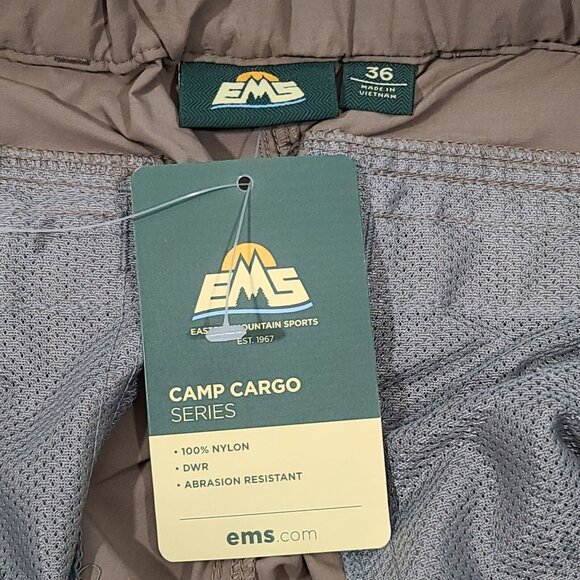 EMS
36
MADE IN
VIETNAM
EMS
MOUNTAIN SPORTS
EST. 1967
CAMP CARGO
SERIES
• 100% NYLON
• DWR
• ABRASION RESISTANT
ems.com